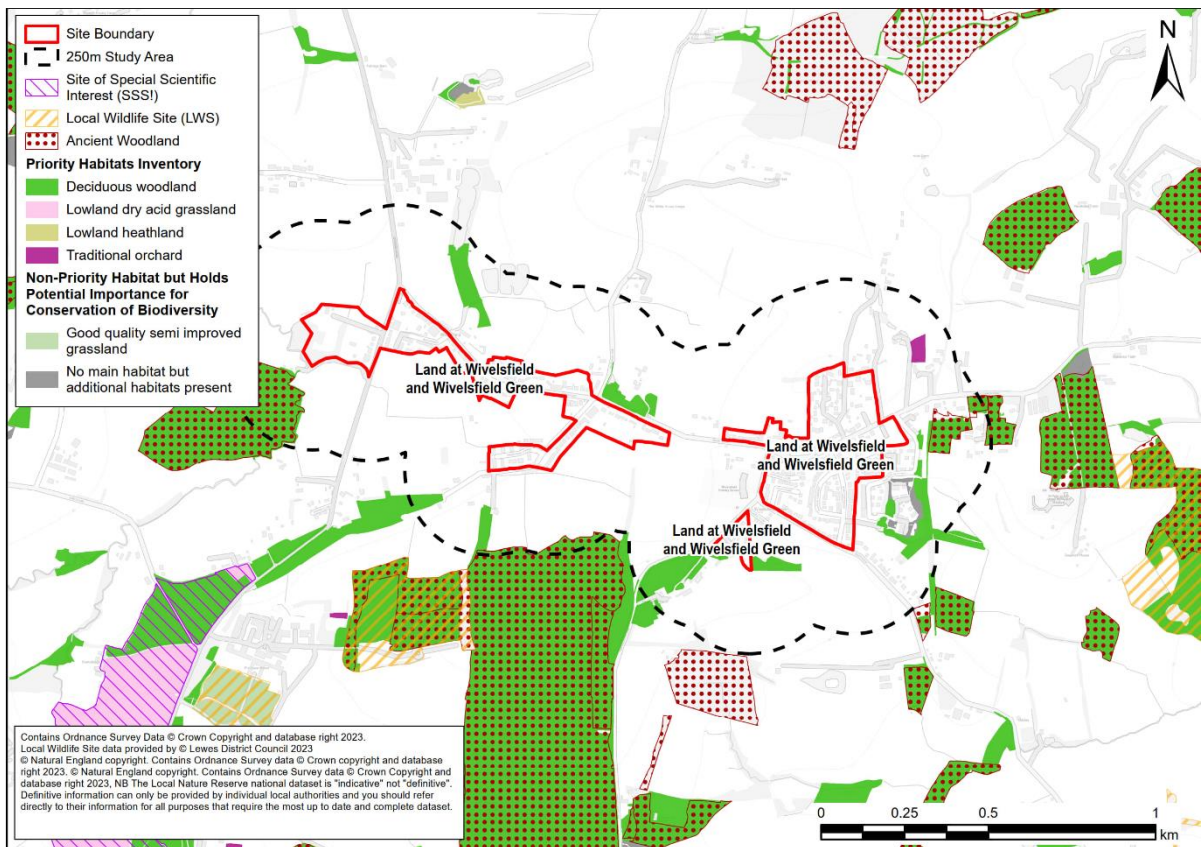 Site Boundary
250m Study Area
Site of Special Scientific
Interest (SSS!)
Local Wildlife Site (LWS)
Ancient Woodland
Priority Habitats Inventory
Deciduous woodland
Lowland dry acid grassland
Lowland heathland
Traditional orchard
Non-Priority Habitat but Holds
Potential Importance for
Conservation of Biodiversity
Good quality semi improved
grassland
No main habitat but
additional habitats present
N
Land at Wivelsfield
and Wivelsfield Green
Land at Wivelsfield
and Wivelsfield Green
Land at Wivelsfield
and Wivelsfield Green
Contains Ordnance Survey Data © Crown Copyright and database right 2023.
Local Wildlife Site data provided by © Lewes District Council 2023
© Natural England copyright. Contains Ordnance Survey data © Crown copyright and database
right 2023. © Natural England copyright. Contains Ordnance Survey data © Crown Copyright and
database right 2023, NB The Local Nature Reserve national dataset is "indicative" not "definitive".
Definitive information can only be provided by individual local authorities and you should refer
directly to their information for all purposes that require the most up to date and complete dataset.
0 0.25 0.5 1
km